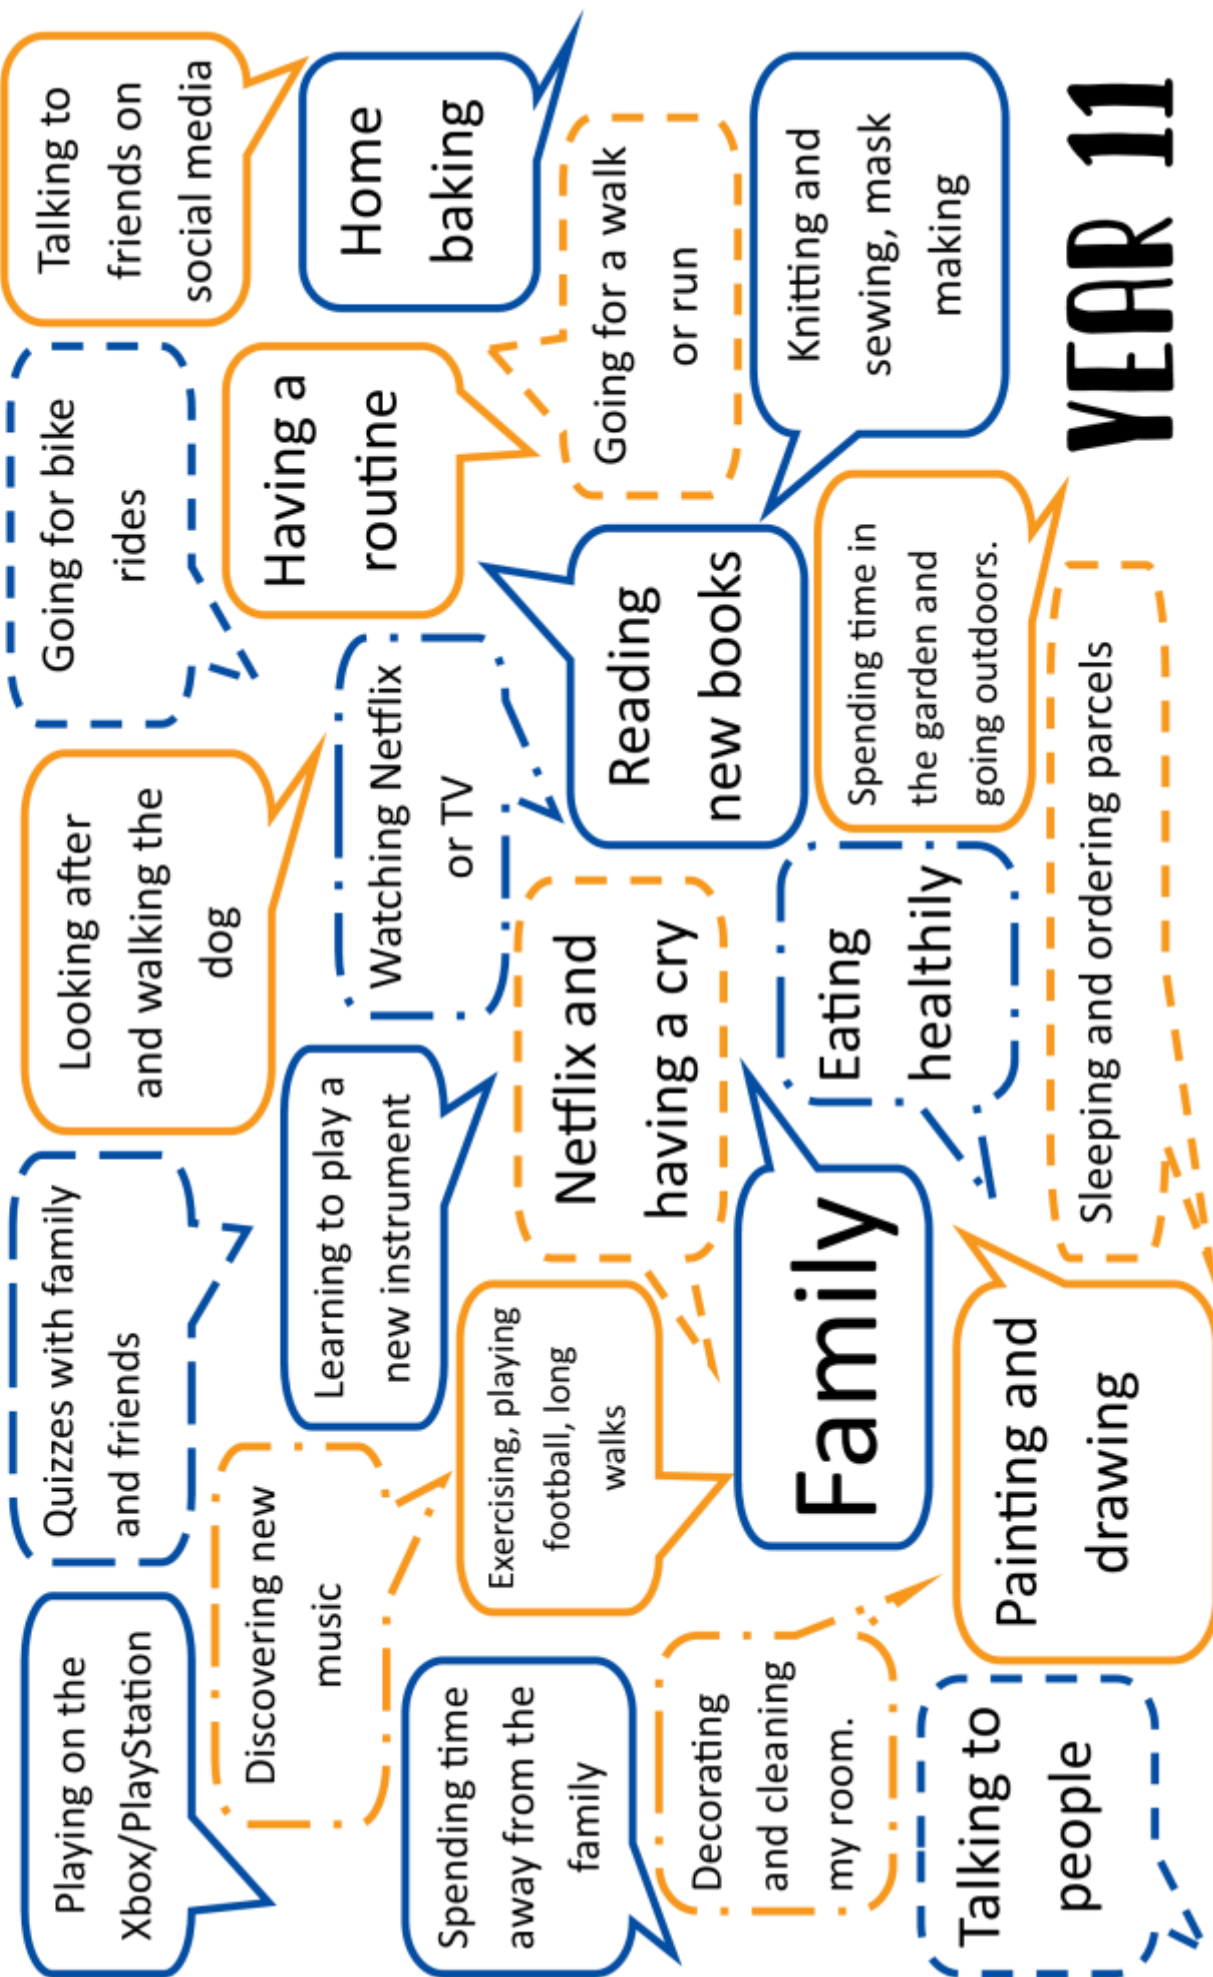 Playing on the
Xbox/PlayStation
Quizzes with family
and friends
Looking after
and walking the
dog
Going for bike
rides
Talking to
friends on
social media
Discovering new
music
Learning to play a
new instrument
Watching Netflix
or TV
Having a
routine
Home
baking
Spending time
away from the
family
Exercising, playing
football, long
walks
Netflix and
having a cry
Reading
new books
Going for a walk
or run
Decorating
and cleaning
my room.
Family
Eating
healthily
Spending time in
the garden and
going outdoors.
Knitting and
sewing, mask
making
Talking to
people
Painting and
drawing
Sleeping and ordering parcels
YEAR 11